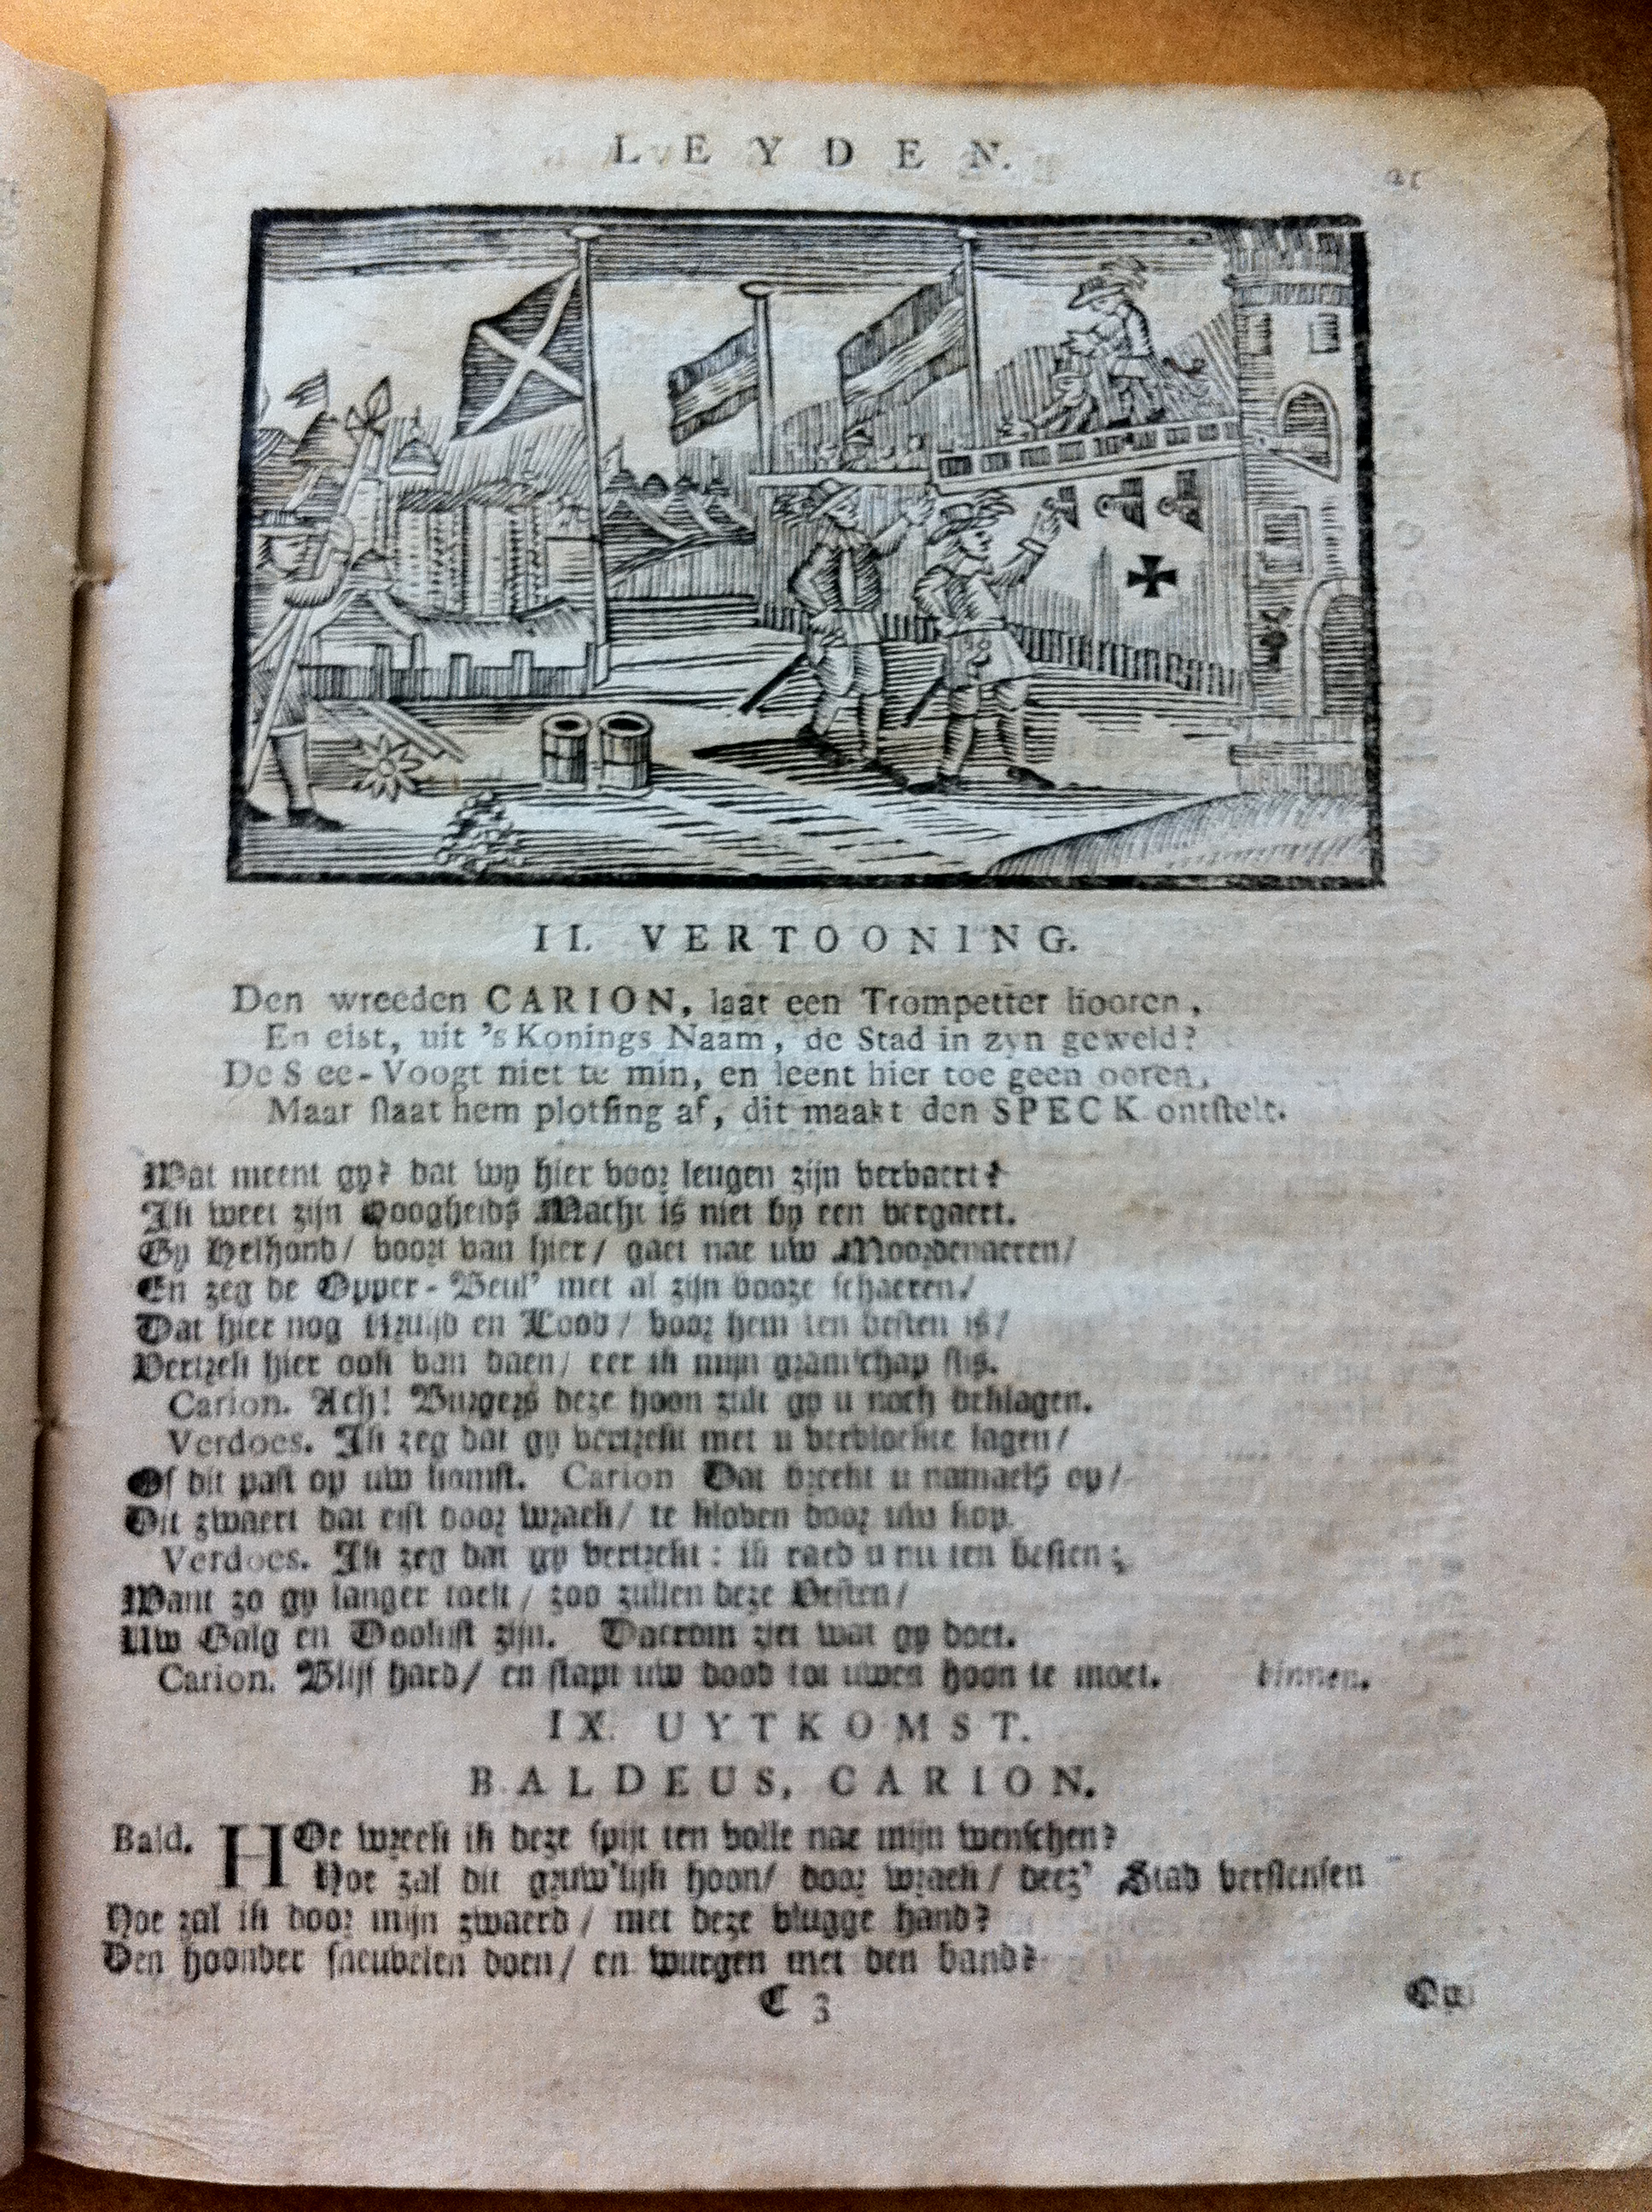 LEYDEN.
21
II. VERTOONING.
Den wreeden CARION, laat een Trompetter hooren,
En eist, uit 's Konings Naam, de Stad in zyn geweld?
De See-Voogt niet te min, en leent hier toe geen ooren,
Maar slaat hem plotsing af, dit maakt den SPECK ontstelt.
Wat meent gy? dat wy hier voor leugen zijn vervaert?
Ik weet zijn Hoogheids Macht is niet by een vergaert.
Gy Helhond/ voort van hier/ gaet nae uw Moordenaeren/
En zeg de Opper-Beul' met al zijn booze schaeren/
Dat hier nog Kruijd en Lood/ voor hem ten besten is/
Vertrekt hier ook van daen/ eer ik mijn gramschap slis.
Carion. Ach! Burgers deze hoon zult gy u noch beklagen.
Verdoes. Ik zeg dat gy vertrekt met u vervloekte lagen/
Of dit past op uw komst. Carion Dat breekt u namaels op/
Dit zwaert dat eist door wraek/ te kloven door uw kop.
Verdoes. Ik zeg dat gy vertrekt: ik raed u nu ten besten;
Want zo gy langer toeft/ zoo zullen deze Vesten/
Uw Galg en Doolust zijn. Daerom ziet wat gy doet.
Carion. Blijf hard/ en stapt uw dood tot uwen hoon te moet. binnen.
IX. UYTKOMST.
BALDEUS, CARION.
Bald. HOe wreek ik deze spijt ten volle nae mijn wenschen?
Hoe zal dit gruw'lijk hoon/ door wraek/ deez' Stad verslensen
Hoe zal ik door mijn zwaerd/ met deze vlugge hand?
Den hoonder sneuvelen doen/ en wurgen met den band?
C 3